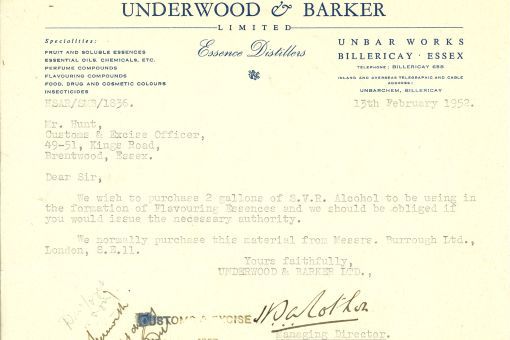 UNDERWOOD & BARKER
LIMITED
Specialities:
FRUIT AND SOLUBLE ESSENCES
ESSENTIAL OILS, CHEMICALS, ETC.
PERFUME COMPOUNDS
FLAVOURING COMPOUNDS
FOOD, DRUG AND COSMETIC COLOURS
INSECTICIDES
Essence Distillers
UNBAR WORKS
BILLERICAY · ESSEX
TELEPHONE: BILLERICAY 688
INLAND AND OVERSEAS TELEGRAPHIC AND CABLE
ADDRESS:
UNBARCHEM, BILLERICAY
/1836.
13th February 1952.
Mr. Hunt,
Customs & Excise Officer,
49-51, Kings Road,
Brentwood, Essex.
Dear Sir,
We wish to purchase 2 gallons of S.V.R. Alcohol to be using in
the formation of Flavouring Essences and we should be obliged if
you would issue the necessary authority.
We normally purchase this material from Messrs. Burrough Ltd.,
London, S.E.11.
Yours faithfully,
UNDERWOOD & BARKER LTD.,
CUSTOMS & EXCISE
Managing Director.